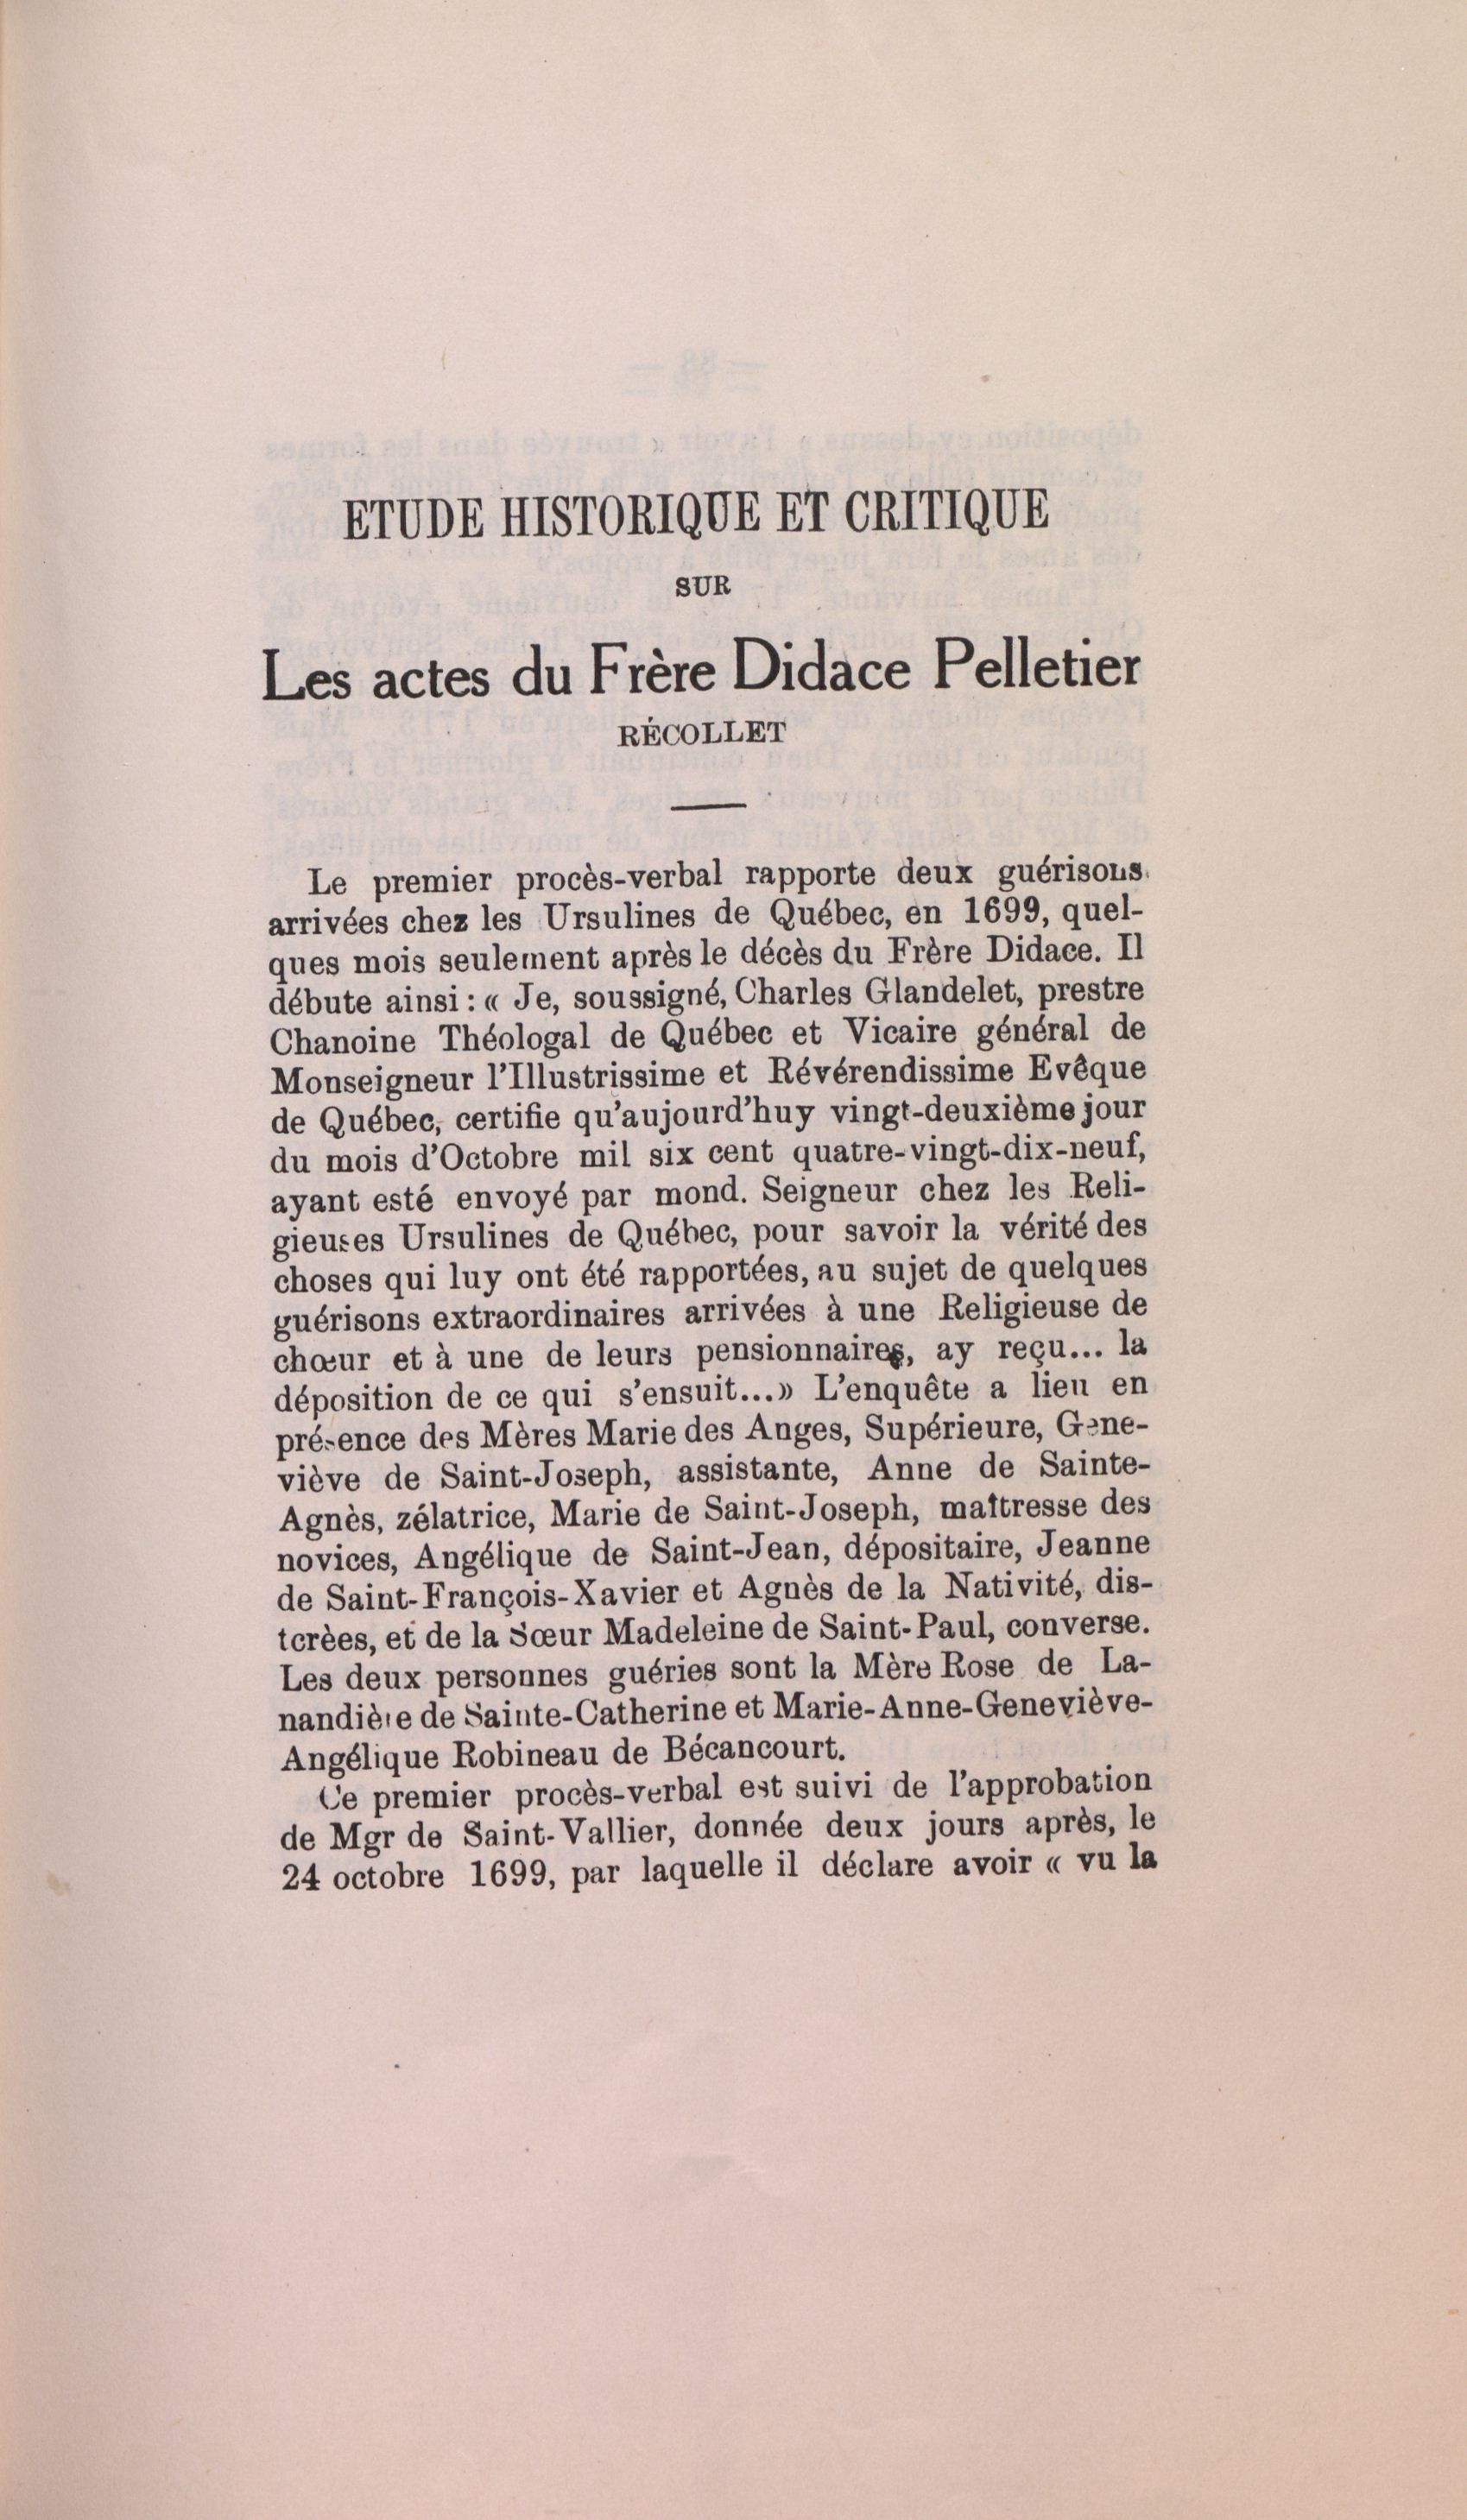 ETUDE HISTORIQUE ET CRITIQUE
SUR
Les actes du Frère Didace Pelletier
RÉCOLLET
Le premier procès-verbal rapporte deux guérisons
arrivées chez les Ursulines de Québec, en 1699, quel-
ques mois seulement après le décès du Frère Didace. Il
débute ainsi : « Je, soussigné, Charles Glandelet, prestre
Chanoine Théologal de Québec et Vicaire général de
Monseigneur l'Illustrissime et Révérendissime Evêque
de Québec, certifie qu'aujourd'huy vingt-deuxième jour
du mois d'Octobre mil six cent quatre-vingt-dix-neuf,
ayant esté envoyé par mond. Seigneur chez les Reli-
gieuses Ursulines de Québec, pour savoir la vérité des
choses qui luy ont été rapportées, au sujet de quelques
guérisons extraordinaires arrivées à une Religieuse de
chœur et à une de leurs pensionnaires, ay reçu... la
déposition de ce qui s'ensuit...» L'enquête a lieu en
présence des Mères Marie des Anges, Supérieure, Gene-
viève de Saint-Joseph, assistante, Anne de Sainte-
Agnès, zélatrice, Marie de Saint-Joseph, maîtresse des
novices, Angélique de Saint-Jean, dépositaire, Jeanne
de Saint-François-Xavier et Agnès de la Nativité, dis-
tcrèes, et de la Sœur Madeleine de Saint-Paul, converse.
Les deux personnes guéries sont la Mère Rose de La-
nandière de Sainte-Catherine et Marie-Anne-Geneviève-
Angélique Robineau de Bécancourt.
Ce premier procès-verbal est suivi de l'approbation
de Mgr de Saint-Vallier, donnée deux jours après, le
24 octobre 1699, par laquelle il déclare avoir « vu la